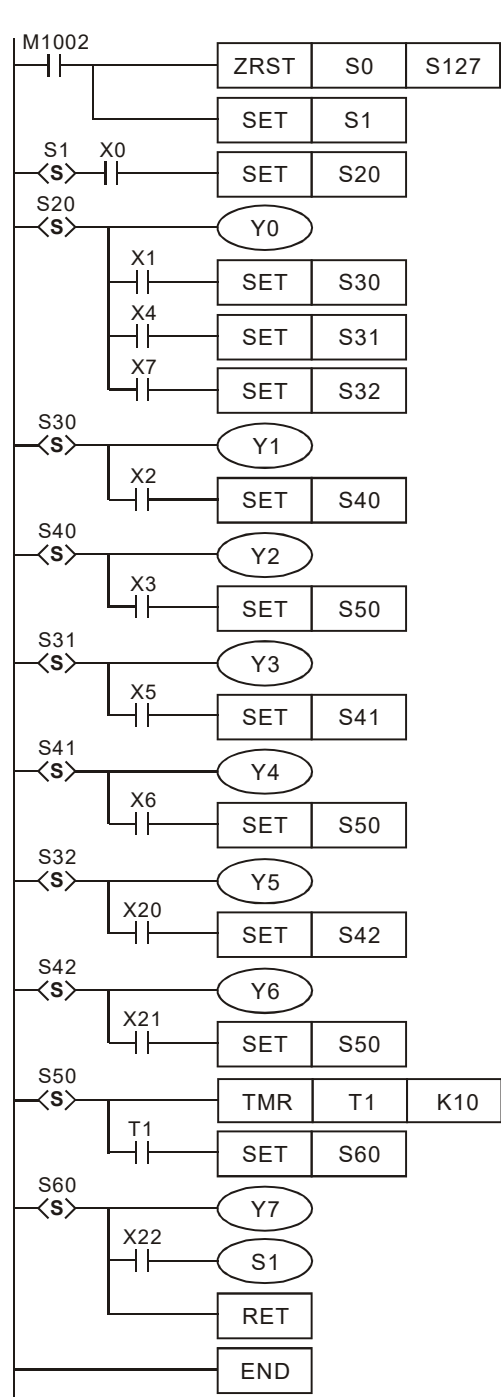 M1002
ZRST S0 S127
SET S1
S1 X0
S SET S20
S20
S Y0
X1
SET S30
X4
SET S31
X7
SET S32
S30
S Y1
X2
SET S40
S40
S Y2
X3
SET S50
S31
S Y3
X5
SET S41
S41
S Y4
X6
SET S50
S32
S Y5
X20
SET S42
S42
S Y6
X21
SET S50
S50
S TMR T1 K10
T1
SET S60
S60
S Y7
X22
S1
RET
END